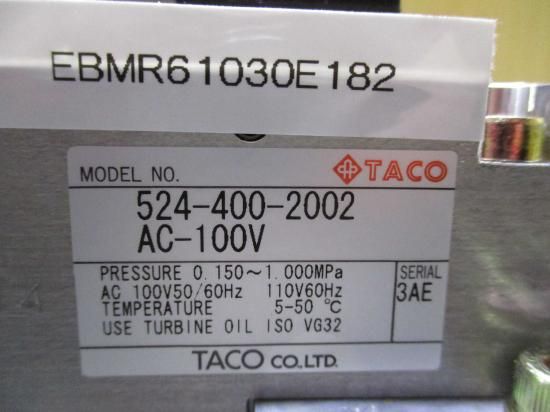 EBMR61030E182
MODEL NO. TACO
524-400-2002
AC-100V
PRESSURE 0.150~1.000MPa SERIAL
AC 100V50/60Hz 110V60Hz 3AE
TEMPERATURE 5-50 ℃
USE TURBINE OIL ISO VG32
TACO CO.,LTD.